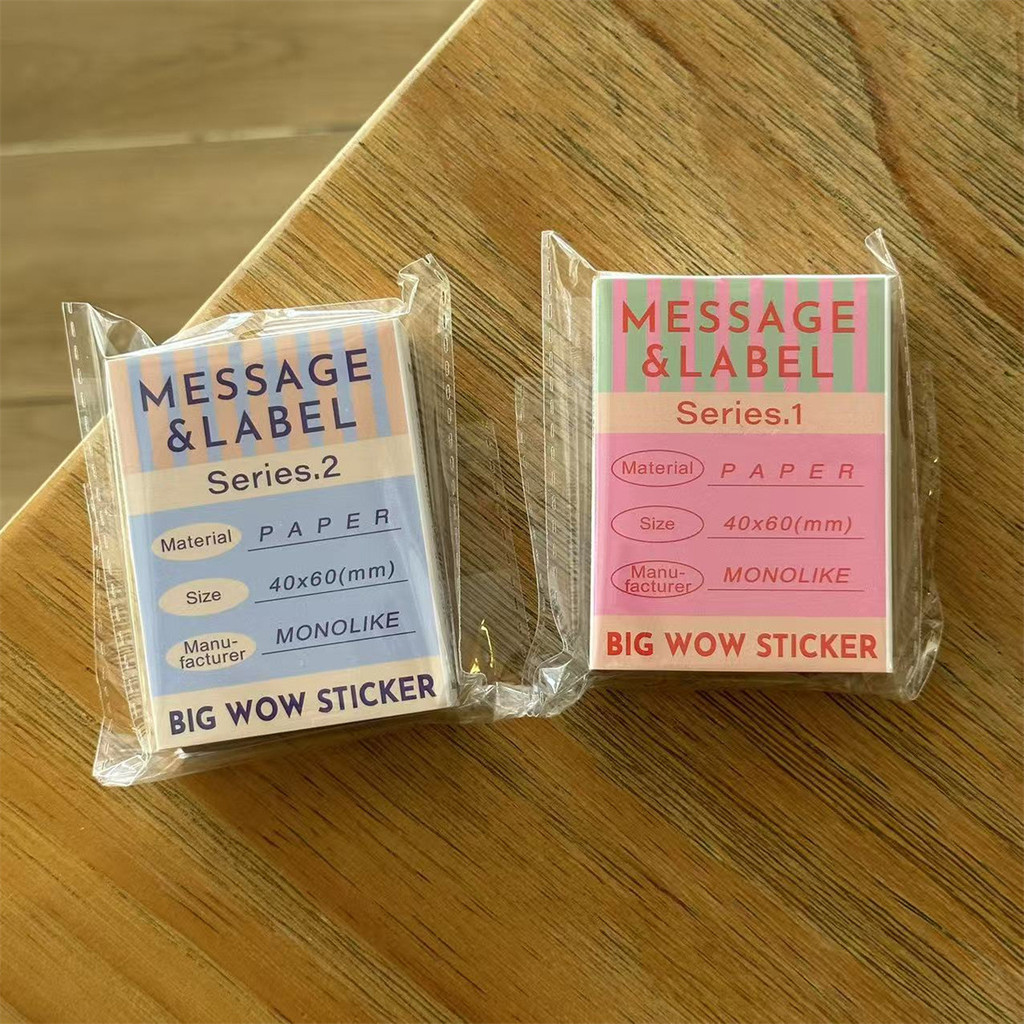 MESSAGE
&LABEL
Series.2
Material PAPER
Size 40x60(mm)
Manu-
facturer MONOLIKE
BIG WOW STICKER
MESSAGE
&LABEL
Series.1
Material PAPER
Size 40x60(mm)
Manu-
facturer MONOLIKE
BIG WOW STICKER